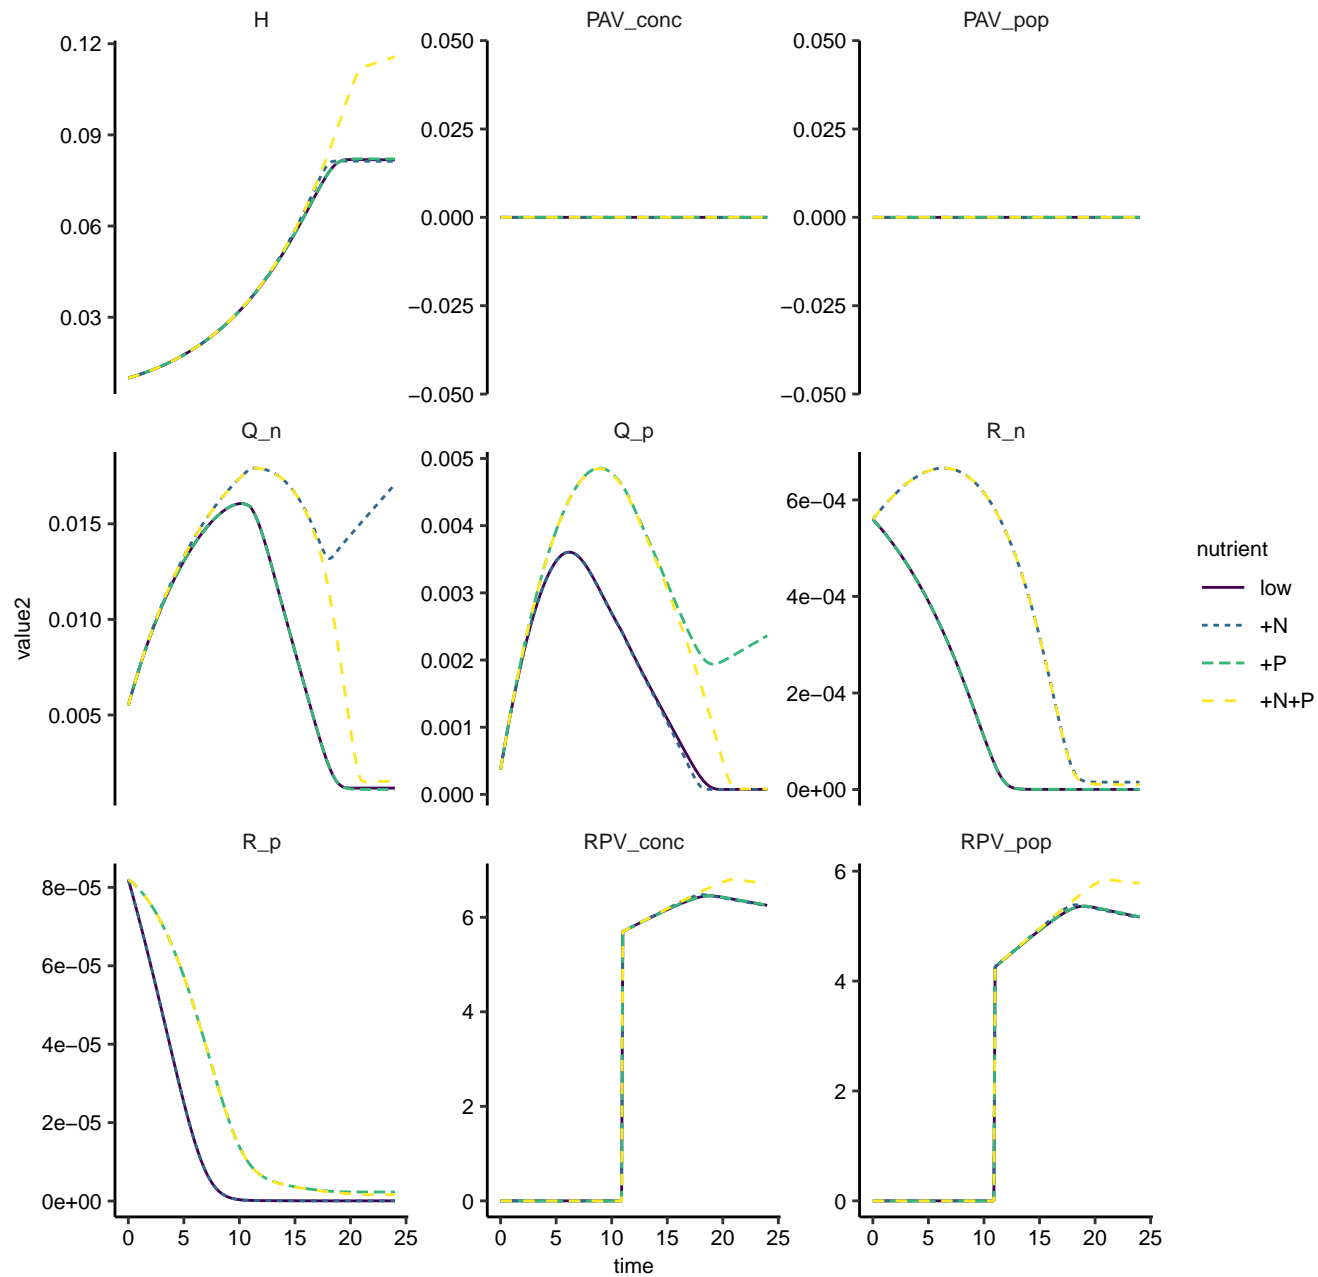 H
PAV_conc
PAV_pop
0.12
0.09
0.06
0.03
0.050
0.025
0.000
−0.025
−0.050
0.050
0.025
0.000
−0.025
−0.050
Q_n
Q_p
R_n
0.015
0.010
0.005
0.005
0.004
0.003
0.002
0.001
0.000
6e−04
4e−04
2e−04
0e+00
value2
nutrient
low
+N
+P
+N+P
R_p
RPV_conc
RPV_pop
8e−05
6e−05
4e−05
2e−05
0e+00
6
4
2
0
6
4
2
0
0 5 10 15 20 25
0 5 10 15 20 25
0 5 10 15 20 25
time